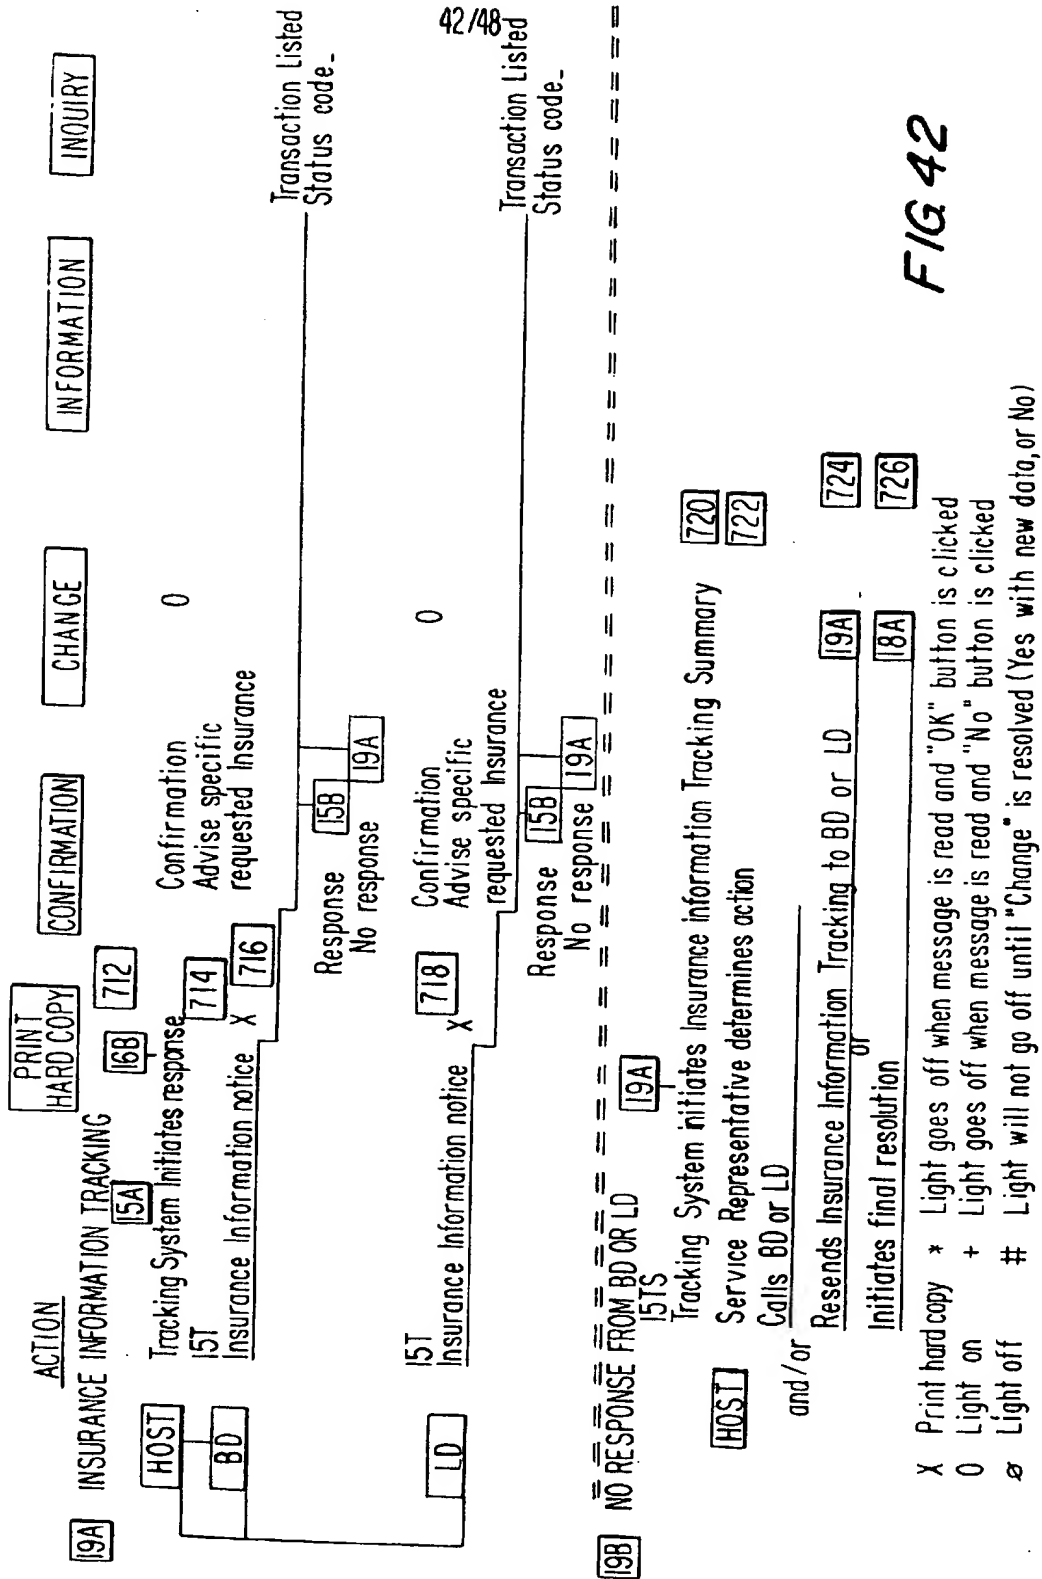 42/48
ACTION
PRINT
HARD COPY
CONFIRMATION
CHANGE
INFORMATION
INQUIRY
19A INSURANCE INFORMATION TRACKING
15A
16B
712
HOST
Tracking System Initiates response
714
Confirmation
Advise specific
requested Insurance
O
BD
15T
Insurance Information notice
X
716
Transaction Listed
Status code_
Response
15B
No response
19A
LD
15T
Insurance Information notice
X
718
Confirmation
Advise specific
requested Insurance
O
Transaction Listed
Status code_
Response
15B
No response
19A
19B NO RESPONSE FROM BD OR LD
15TS
19A
HOST
Tracking System initiates Insurance information Tracking Summary
720
Service Representative determines action
722
Calls BD or LD
and/or
Resends Insurance Information Tracking to BD or LD
19A
724
or
Initiates final resolution
18A
726
X Print hard copy * Light goes off when message is read and "OK" button is clicked
O Light on + Light goes off when message is read and "No" button is clicked
ø Light off # Light will not go off until "Change" is resolved (Yes with new data, or No)
FIG 42